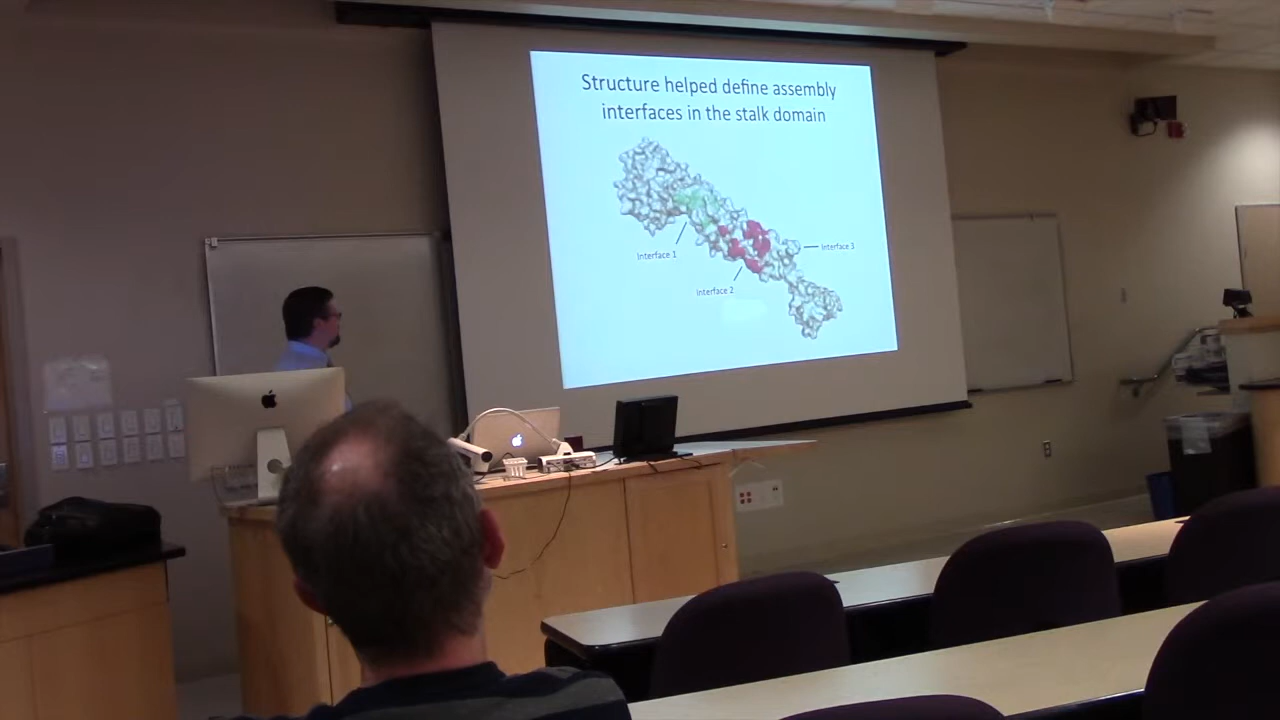 Structure helped define assembly
interfaces in the stalk domain
Interface 1
Interface 2
Interface 3